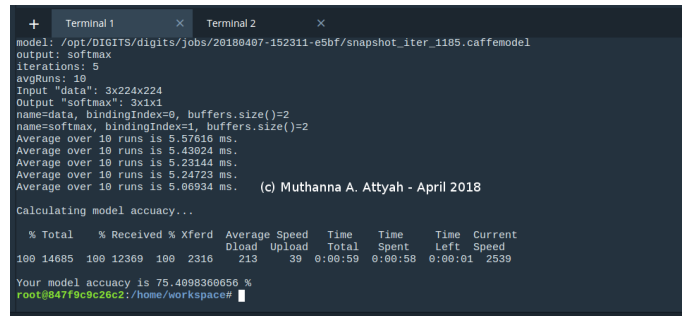 + Terminal 1 × Terminal 2 ×
model: /opt/DIGITS/digits/jobs/20180407-152311-e5bf/snapshot_iter_1185.caffemodel
output: softmax
iterations: 5
avgRuns: 10
Input "data": 3x224x224
Output "softmax": 3x1x1
name=data, bindingIndex=0, buffers.size()=2
name=softmax, bindingIndex=1, buffers.size()=2
Average over 10 runs is 5.57616 ms.
Average over 10 runs is 5.43024 ms.
Average over 10 runs is 5.23144 ms.
Average over 10 runs is 5.24723 ms.
Average over 10 runs is 5.06934 ms. (c) Muthanna A. Attyah - April 2018
Calculating model accuacy...
% Total % Received % Xferd Average Speed Time Time Time Current
Dload Upload Total Spent Left Speed
100 14685 100 12369 100 2316 213 39 0:00:59 0:00:58 0:00:01 2539
Your model accuacy is 75.4098360656 %
root@847f9c9c26c2:/home/workspace#